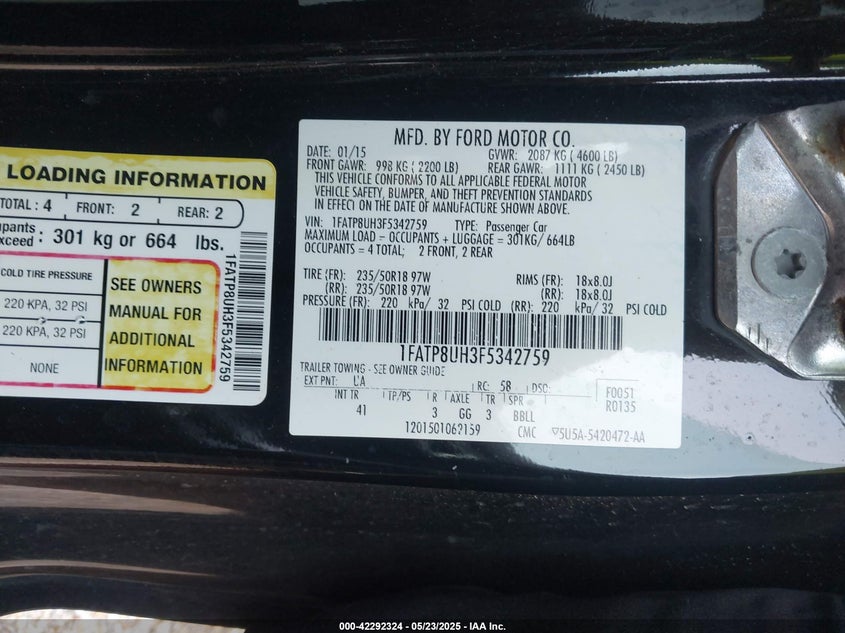 LOADING INFORMATION
TOTAL : 4 FRONT: 2 REAR: 2
301 kg or 664 lbs.
COLD TIRE PRESSURE
220 KPA, 32 PSI
220 KPA, 32 PSI
NONE
SEE OWNERS
MANUAL FOR
ADDITIONAL
INFORMATION
1FATP8UH3F5342759
MFD. BY FORD MOTOR CO.
DATE: 01/15 GVWR: 2087 KG ( 4600 LB)
FRONT GAWR: 998 KG ( 2200 LB) REAR GAWR: 1111 KG ( 2450 LB)
THIS VEHICLE CONFORMS TO ALL APPLICABLE FEDERAL MOTOR
VEHICLE SAFETY, BUMPER, AND THEFT PREVENTION STANDARDS
IN EFFECT ON THE DATE OF MANUFACTURE SHOWN ABOVE.
VIN: 1FATP8UH3F5342759 TYPE: Passenger Car
MAXIMUM LOAD = OCCUPANTS + LUGGAGE = 301KG/ 664LB
OCCUPANTS = 4 TOTAL; 2 FRONT, 2 REAR
TIRE (FR): 235/50R18 97W RIMS (FR): 18x8.0J
(RR): 235/50R18 97W (RR): 18x8.0J
PRESSURE (FR): 220 kPa/ 32 PSI COLD (RR): 220 kPa/ 32 PSI COLD
1FATP8UH3F5342759
TRAILER TOWING - SEE OWNER GUIDE
EXT PNT: RC: 58 DSO: F0051
INT TR TP/PS R AXLE TR SPR R0135
41 3 GG 3 BBLL
CMC ▽5U5A-5420472-AA
000-42292324 - 05/23/2025 - IAA Inc.